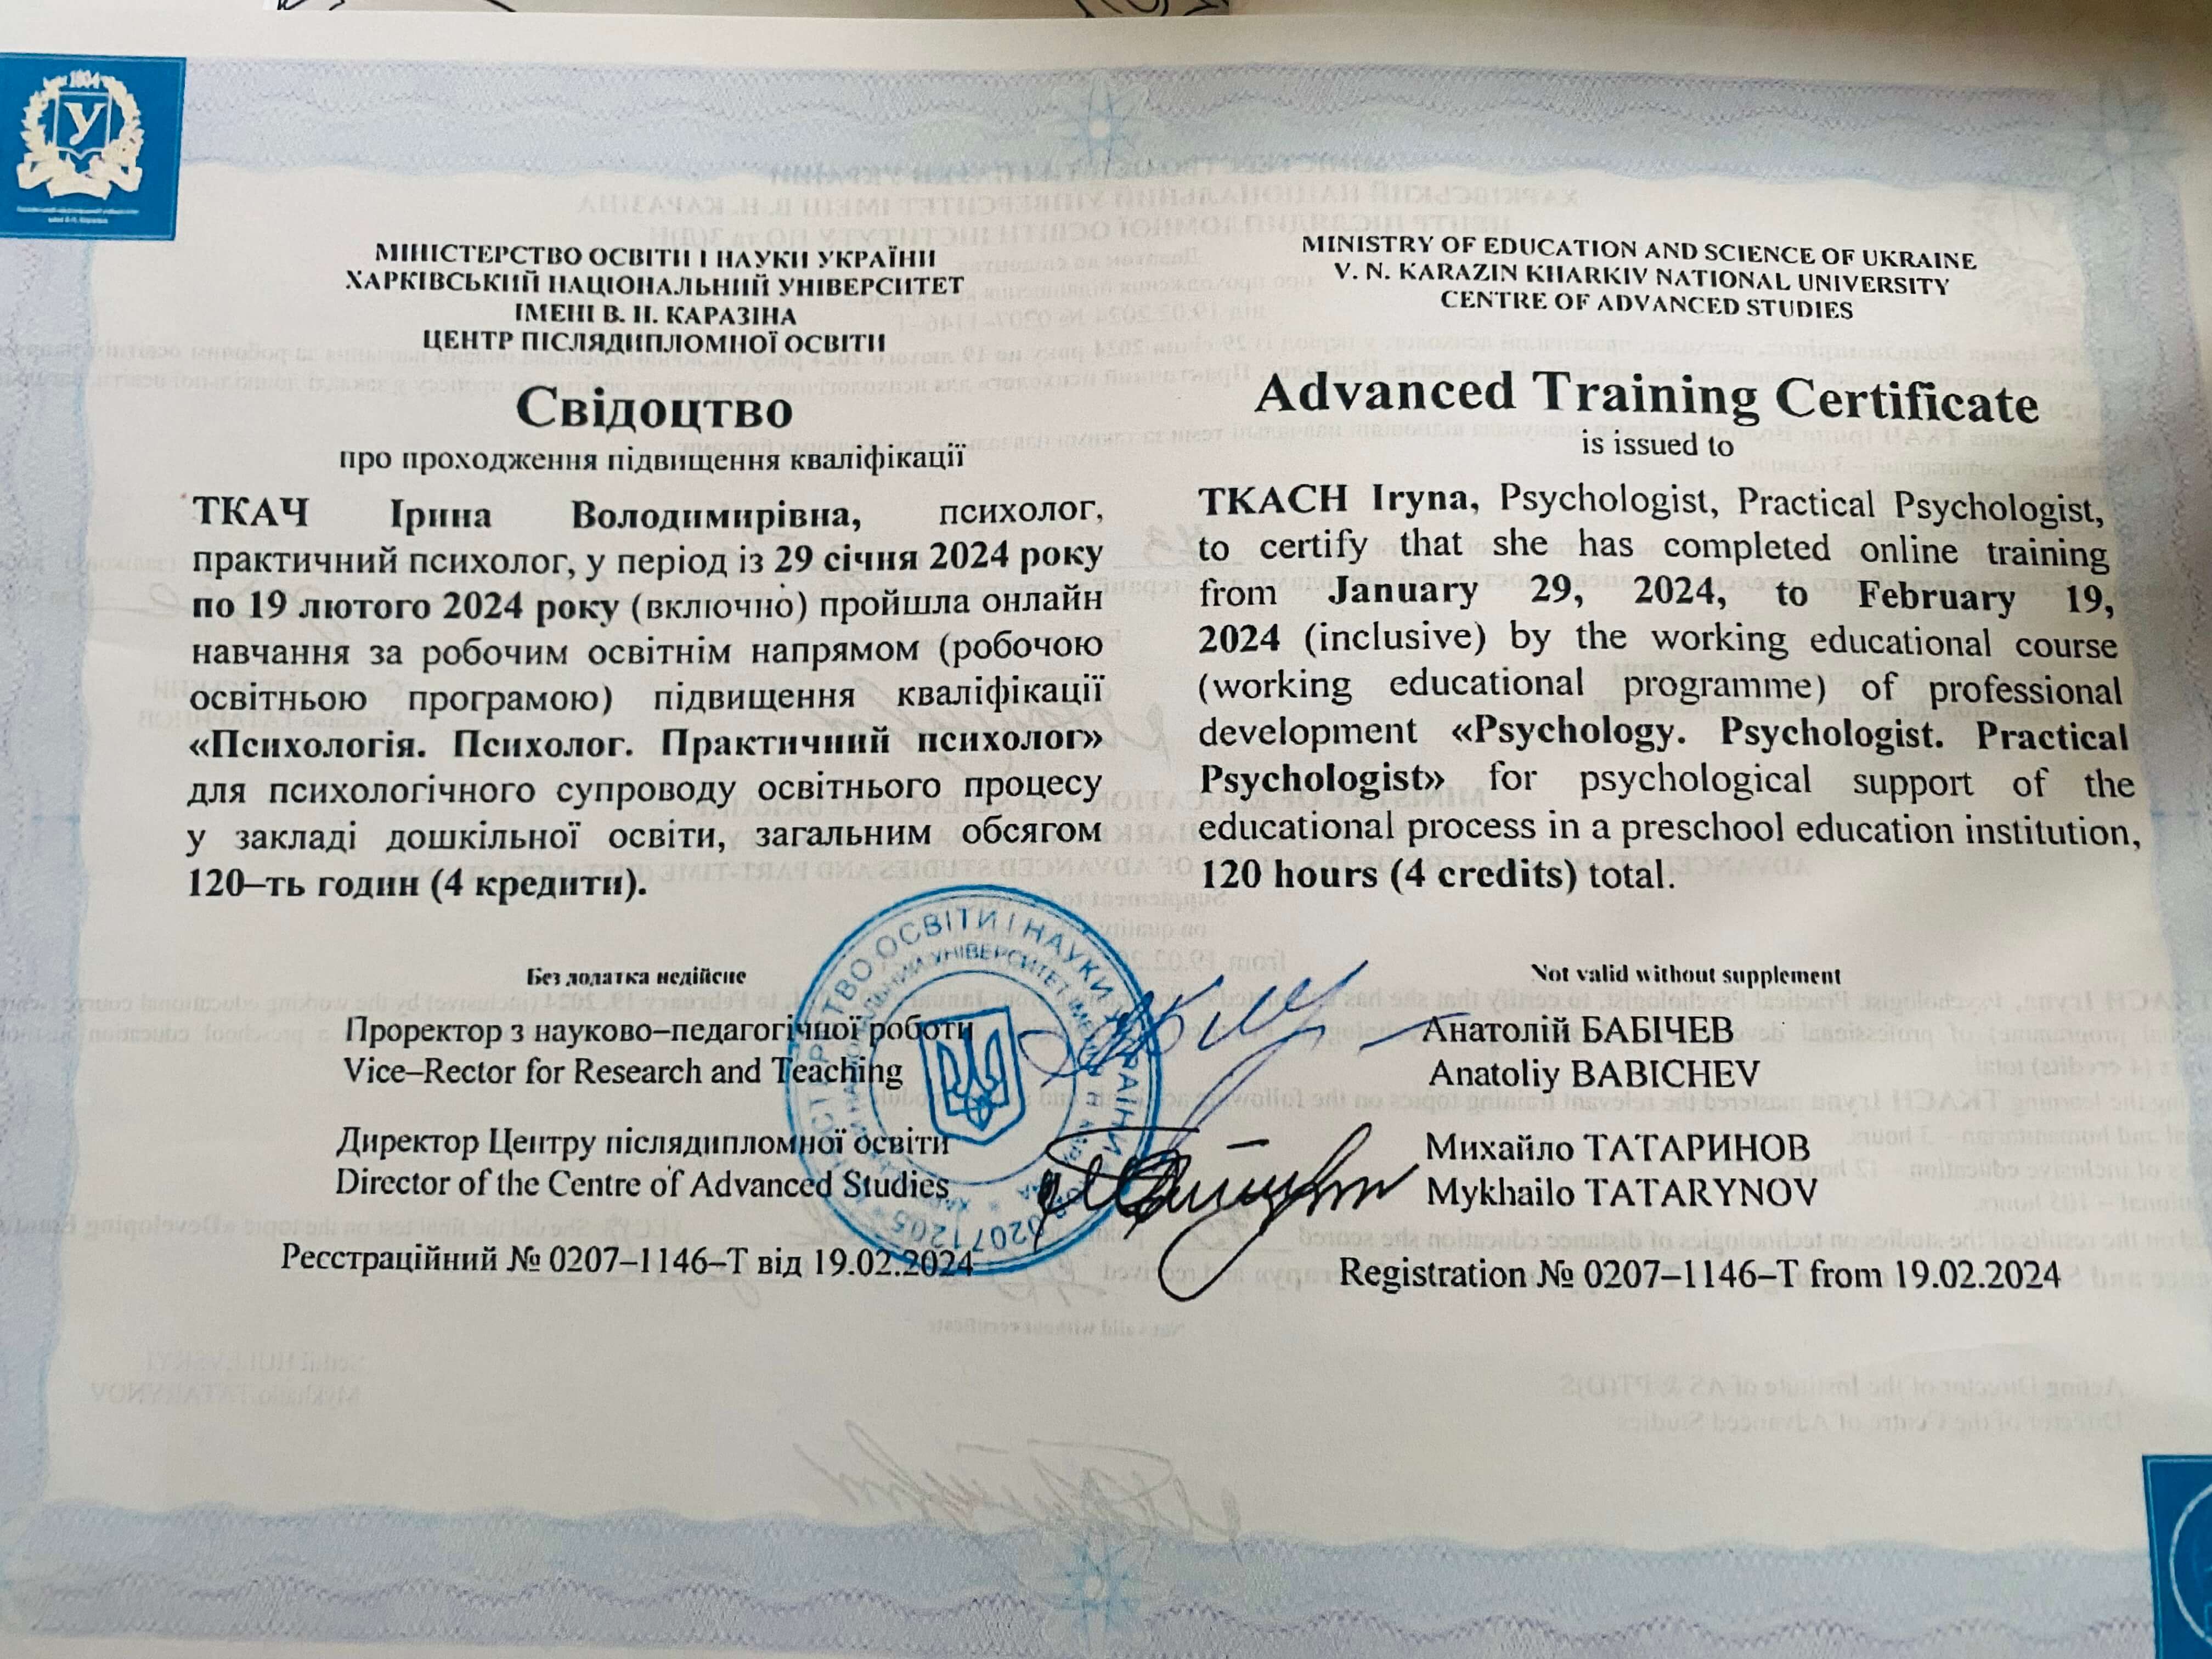 1804
У
МІНІСТЕРСТВО ОСВІТИ І НАУКИ УКРАЇНИ
ХАРКІВСЬКИЙ НАЦІОНАЛЬНИЙ УНІВЕРСИТЕТ
ІМЕНІ В. Н. КАРАЗІНА
ЦЕНТР ПІСЛЯДИПЛОМНОЇ ОСВІТИ
Свідоцтво
про проходження підвищення кваліфікації
ТКАЧ Ірина Володимирівна, психолог,
практичний психолог, у період із 29 січня 2024 року
по 19 лютого 2024 року (включно) пройшла онлайн
навчання за робочим освітнім напрямом (робочою
освітньою програмою) підвищення кваліфікації
«Психологія. Психолог. Практичний психолог»
для психологічного супроводу освітнього процесу
у закладі дошкільної освіти, загальним обсягом
120–ть годин (4 кредити).
MINISTRY OF EDUCATION AND SCIENCE OF UKRAINE
V. N. KARAZIN KHARKIV NATIONAL UNIVERSITY
CENTRE OF ADVANCED STUDIES
Advanced Training Certificate
is issued to
TKACH Iryna, Psychologist, Practical Psychologist,
to certify that she has completed online training
from January 29, 2024, to February 19,
2024 (inclusive) by the working educational course
(working educational programme) of professional
development «Psychology. Psychologist. Practical
Psychologist» for psychological support of the
educational process in a preschool education institution,
120 hours (4 credits) total.
Без додатка недійсне
Not valid without supplement
Проректор з науково–педагогічної роботи
Vice–Rector for Research and Teaching
Анатолій БАБІЧЕВ
Anatoliy BABICHEV
Директор Центру післядипломної освіти
Director of the Centre of Advanced Studies
Михайло ТАТАРИНОВ
Mykhailo TATARYNOV
Реєстраційний № 0207–1146–Т від 19.02.2024
Registration № 0207–1146–T from 19.02.2024
ОСВІТИ І НАУКИ УКРАЇНИ
УНІВЕРСИТЕТ ІМЕНІ
02071205